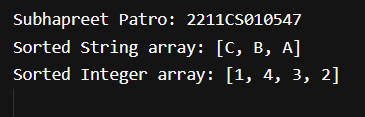 Subhapreet Patro: 2211CS010547
Sorted String array: [C, B, A]
Sorted Integer array: [1, 4, 3, 2]